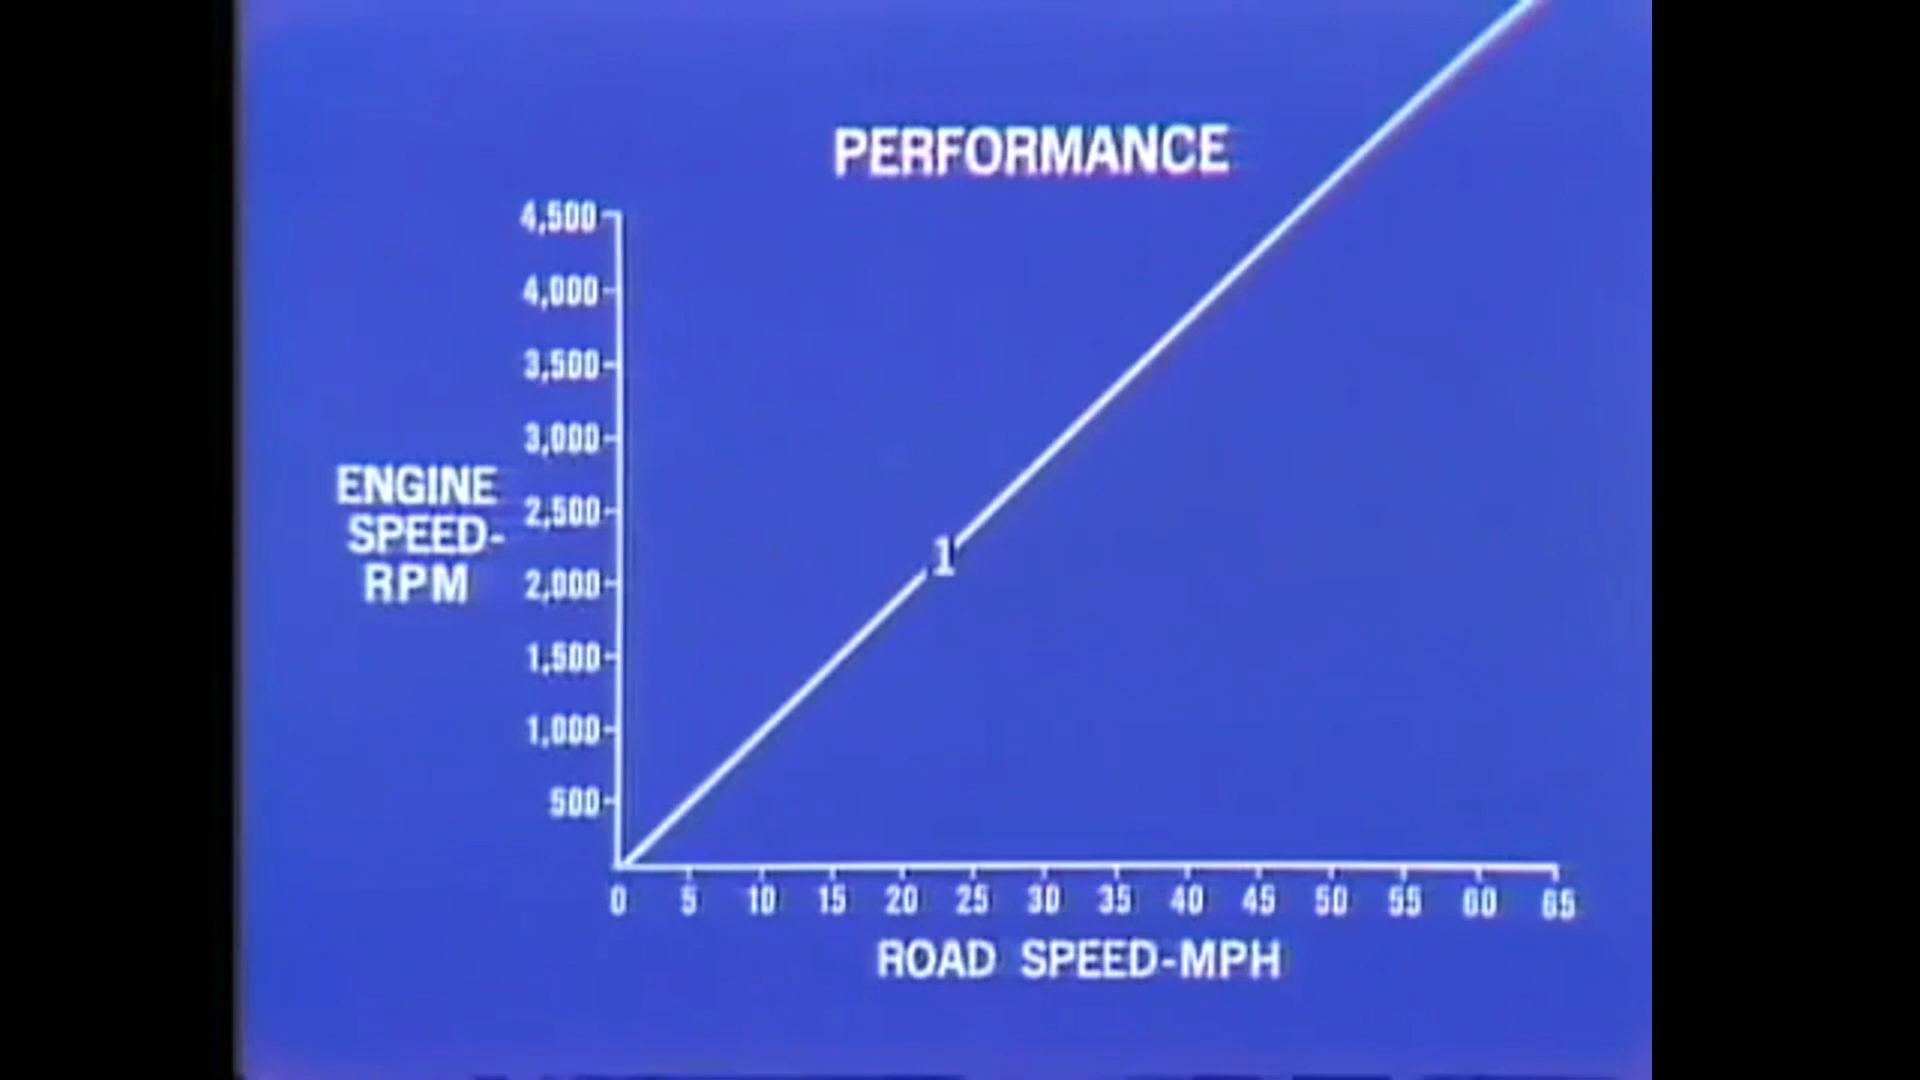 PERFORMANCE
4,500
4,000
3,500
3,000
ENGINE
SPEED-
RPM
2,500
2,000
1,500
1,000
500
1
0 5 10 15 20 25 30 35 40 45 50 55 60 65
ROAD SPEED-MPH